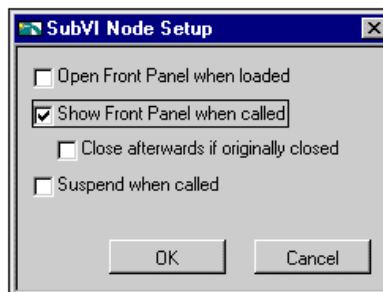 SubVI Node Setup
Open Front Panel when loaded
Show Front Panel when called
Close afterwards if originally closed
Suspend when called
OK Cancel